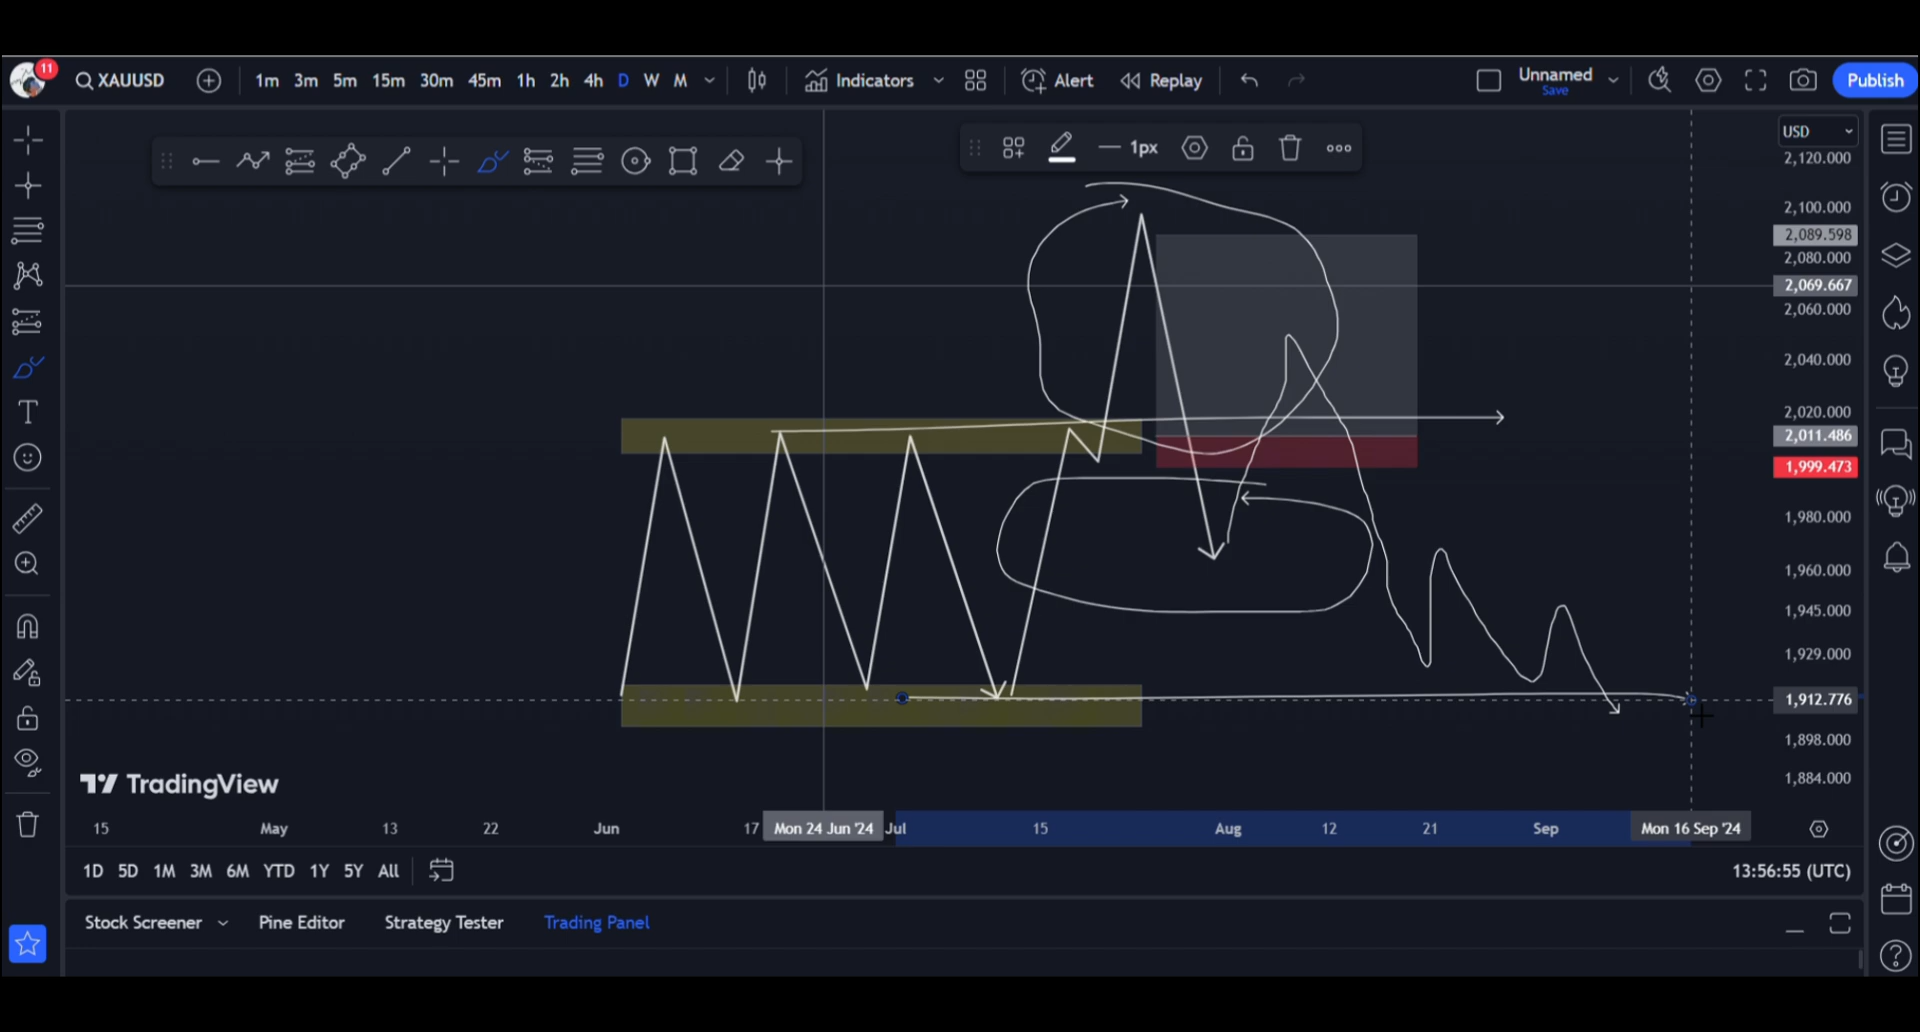 11
XAUUSD
1m 3m 5m 15m 30m 45m 1h 2h 4h D W M
Indicators
Alert
Replay
Unnamed
Save
Publish
1px
USD
2,120.000
2,100.000
2,089.598
2,080.000
2,069.667
2,060.000
2,040.000
2,020.000
2,011.486
1,999.473
1,980.000
1,960.000
1,945.000
1,929.000
1,912.776
1,898.000
1,884.000
TradingView
15 May 13 22 Jun 17 Mon 24 Jun '24 Jul 15 Aug 12 21 Sep Mon 16 Sep '24
1D 5D 1M 3M 6M YTD 1Y 5Y All
13:56:55 (UTC)
Stock Screener Pine Editor Strategy Tester Trading Panel